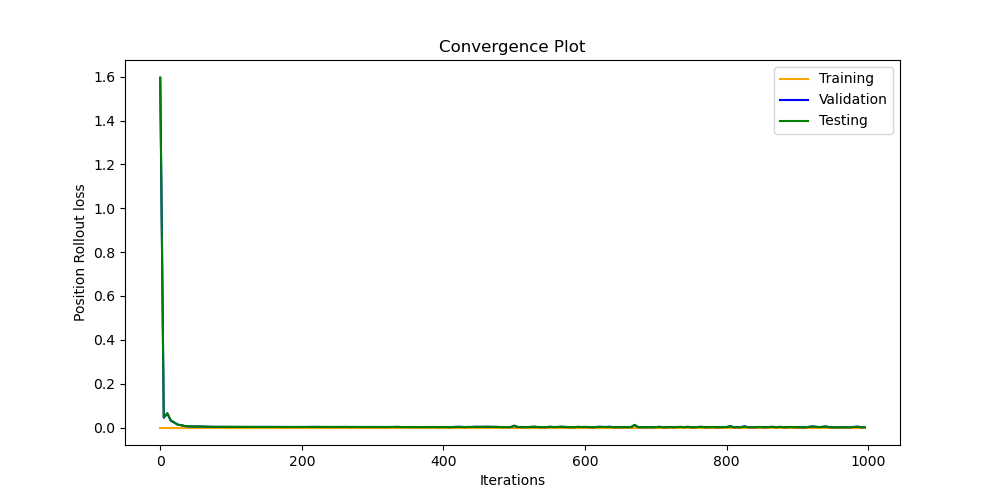 Convergence Plot
Training
Validation
Testing
1.6
1.4
1.2
1.0
0.8
0.6
0.4
0.2
0.0
Position Rollout loss
0 200 400 600 800 1000
Iterations